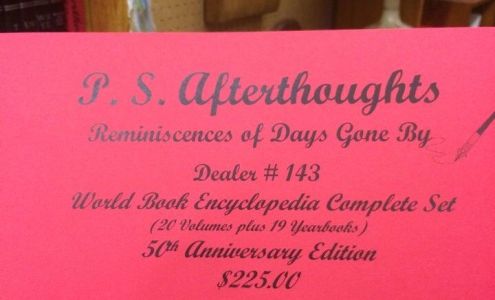 P. S. Afterthoughts
Reminiscences of Days Gone By
Dealer # 143
World Book Encyclopedia Complete Set
(20 Volumes plus 19 Yearbooks)
50th Anniversary Edition
$225.00